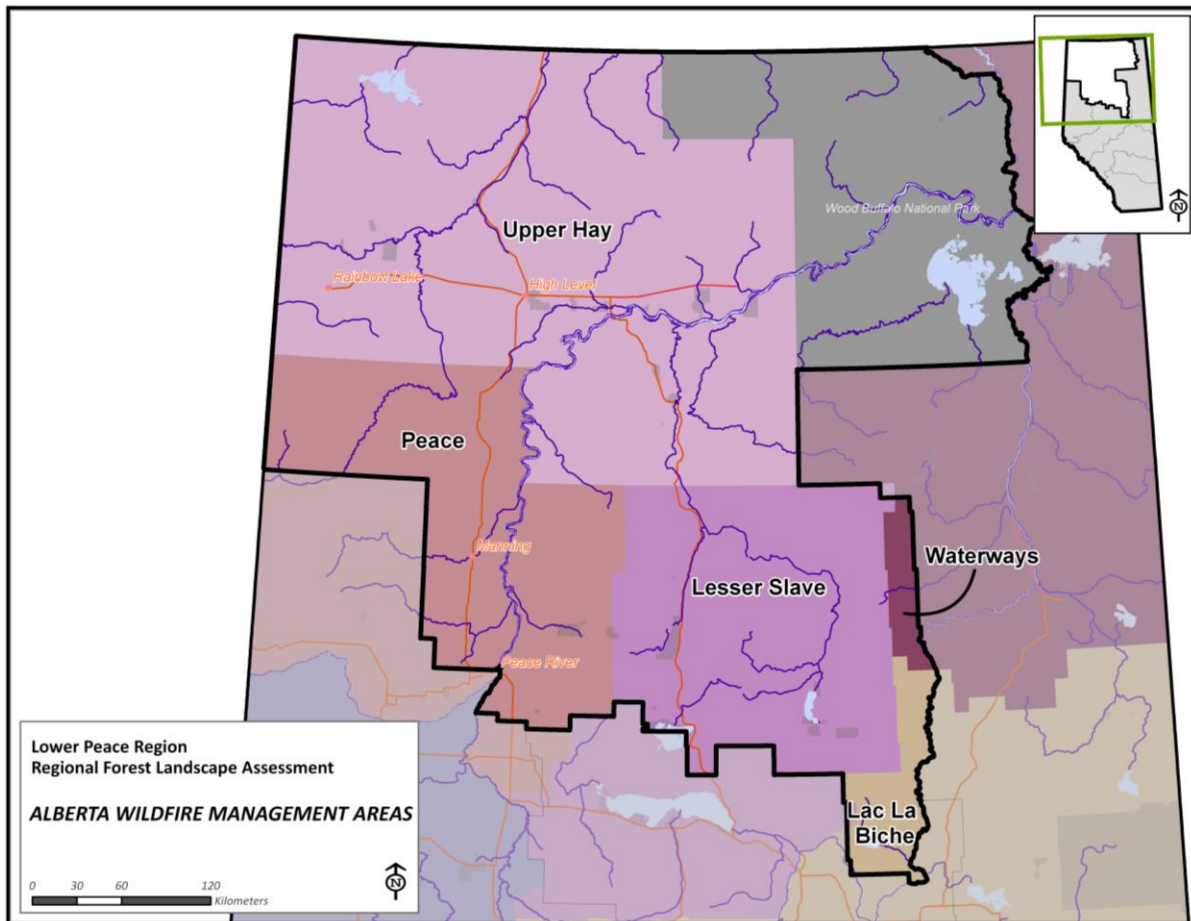 Wood Buffalo National Park
Upper Hay
Rainbow Lake
High Level
Peace
Manning
Waterways
Lesser Slave
Peace River
Lac La
Biche
Lower Peace Region
Regional Forest Landscape Assessment
ALBERTA WILDFIRE MANAGEMENT AREAS
0 30 60 120
Kilometers
N
N